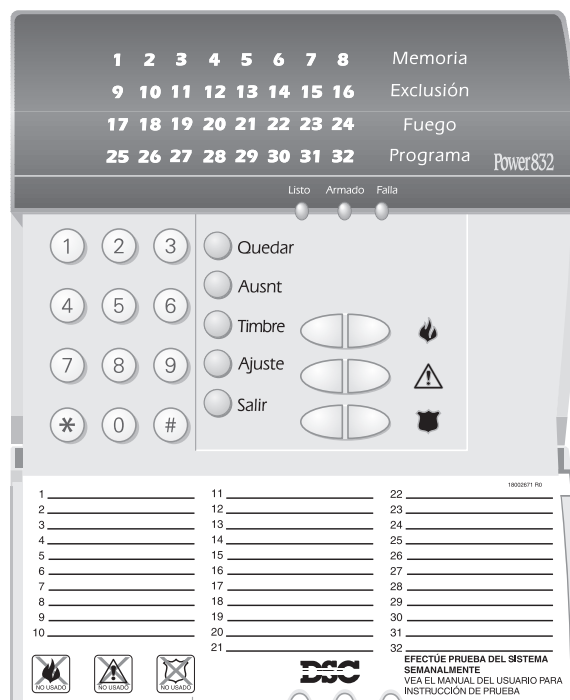 1 2 3 4 5 6 7 8 Memoria
9 10 11 12 13 14 15 16 Exclusión
17 18 19 20 21 22 23 24 Fuego
25 26 27 28 29 30 31 32 Programa
Power832
Listo Armado Falla
1 2 3
4 5 6
7 8 9
* 0 #
Quedar
Ausnt
Timbre
Ajuste
Salir
18002671 R0
1
2
3
4
5
6
7
8
9
10
11
12
13
14
15
16
17
18
19
20
21
22
23
24
25
26
27
28
29
30
31
32
NO USADO
NO USADO
NO USADO
DSC
EFECTÚE PRUEBA DEL SISTEMA
SEMANALMENTE
VEA EL MANUAL DEL USUARIO PARA
INSTRUCCIÓN DE PRUEBA